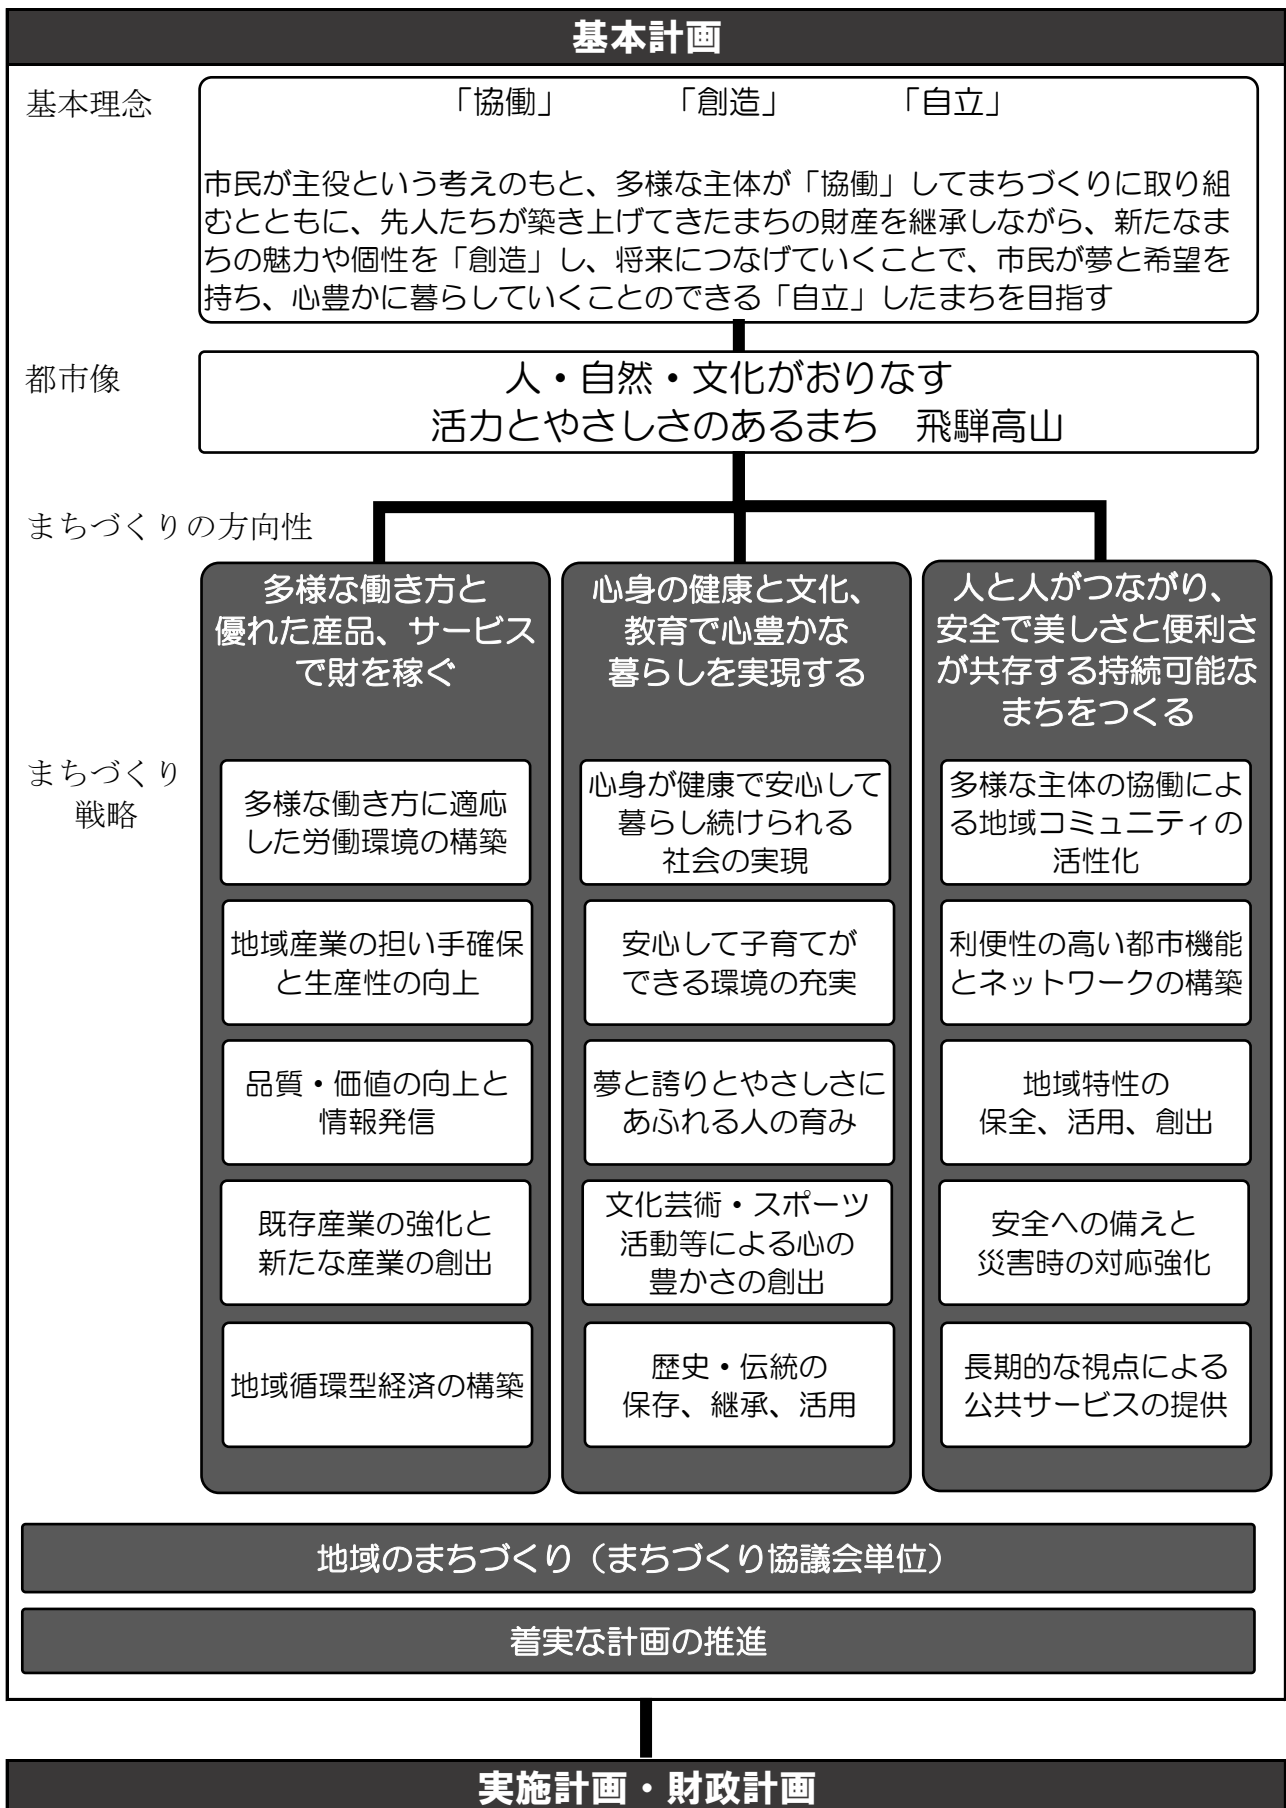 基本計画
基本理念
「協働」 「創造」 「自立」
市民が主役という考えのもと、多様な主体が「協働」してまちづくりに取り組
むとともに、先人たちが築き上げてきたまちの財産を継承しながら、新たなま
ちの魅力や個性を「創造」し、将来につなげていくことで、市民が夢と希望を
持ち、心豊かに暮らしていくことのできる「自立」したまちを目指す
都市像
人・自然・文化がおりなす
活力とやさしさのあるまち 飛騨高山
まちづくりの方向性
多様な働き方と
優れた産品、サービス
で財を稼ぐ
心身の健康と文化、
教育で心豊かな
暮らしを実現する
人と人がつながり、
安全で美しさと便利さ
が共存する持続可能な
まちをつくる
まちづくり
戦略
多様な働き方に適応
した労働環境の構築
地域産業の担い手確保
と生産性の向上
品質・価値の向上と
情報発信
既存産業の強化と
新たな産業の創出
地域循環型経済の構築
心身が健康で安心して
暮らし続けられる
社会の実現
安心して子育てが
できる環境の充実
夢と誇りとやさしさに
あふれる人の育み
文化芸術・スポーツ
活動等による心の
豊かさの創出
歴史・伝統の
保存、継承、活用
多様な主体の協働によ
る地域コミュニティの
活性化
利便性の高い都市機能
とネットワークの構築
地域特性の
保全、活用、創出
安全への備えと
災害時の対応強化
長期的な視点による
公共サービスの提供
地域のまちづくり（まちづくり協議会単位）
着実な計画の推進
実施計画・財政計画